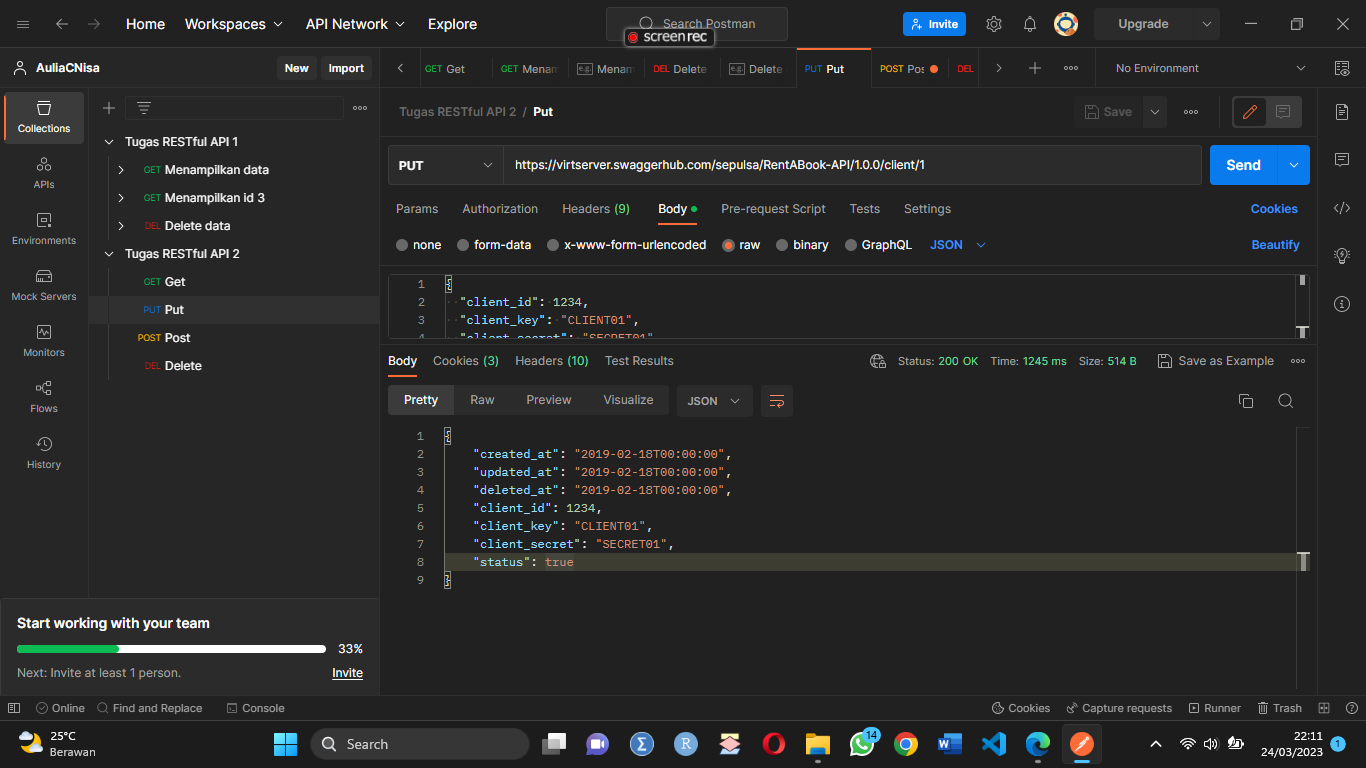 Home Workspaces API Network Explore Search Postman Invite Upgrade
screenrec
AuliaCNisa New Import
GET Get GET Menam e.g. Menam DEL Delete e.g. Delete PUT Put POST Pos DEL No Environment
Collections
APIs
Environments
Mock Servers
Monitors
Flows
History
Tugas RESTful API 1
GET Menampilkan data
GET Menampilkan id 3
DEL Delete data
Tugas RESTful API 2
GET Get
PUT Put
POST Post
DEL Delete
Start working with your team
33%
Next: Invite at least 1 person. Invite
Tugas RESTful API 2 / Put Save
PUT https://virtserver.swaggerhub.com/sepulsa/RentABook-API/1.0.0/client/1 Send
Params Authorization Headers (9) Body Pre-request Script Tests Settings Cookies
none form-data x-www-form-urlencoded raw binary GraphQL JSON Beautify
1 {
2 "client_id": 1234,
3 "client_key": "CLIENT01",
4 "client_secret": "SECRET01"
Body Cookies (3) Headers (10) Test Results Status: 200 OK Time: 1245 ms Size: 514 B Save as Example
Pretty Raw Preview Visualize JSON
1 {
2 "created_at": "2019-02-18T00:00:00",
3 "updated_at": "2019-02-18T00:00:00",
4 "deleted_at": "2019-02-18T00:00:00",
5 "client_id": 1234,
6 "client_key": "CLIENT01",
7 "client_secret": "SECRET01",
8 "status": true
9 }
Online Find and Replace Console Cookies Capture requests Runner Trash
25°C
Berawan
Search
14
22:11
24/03/2023
1